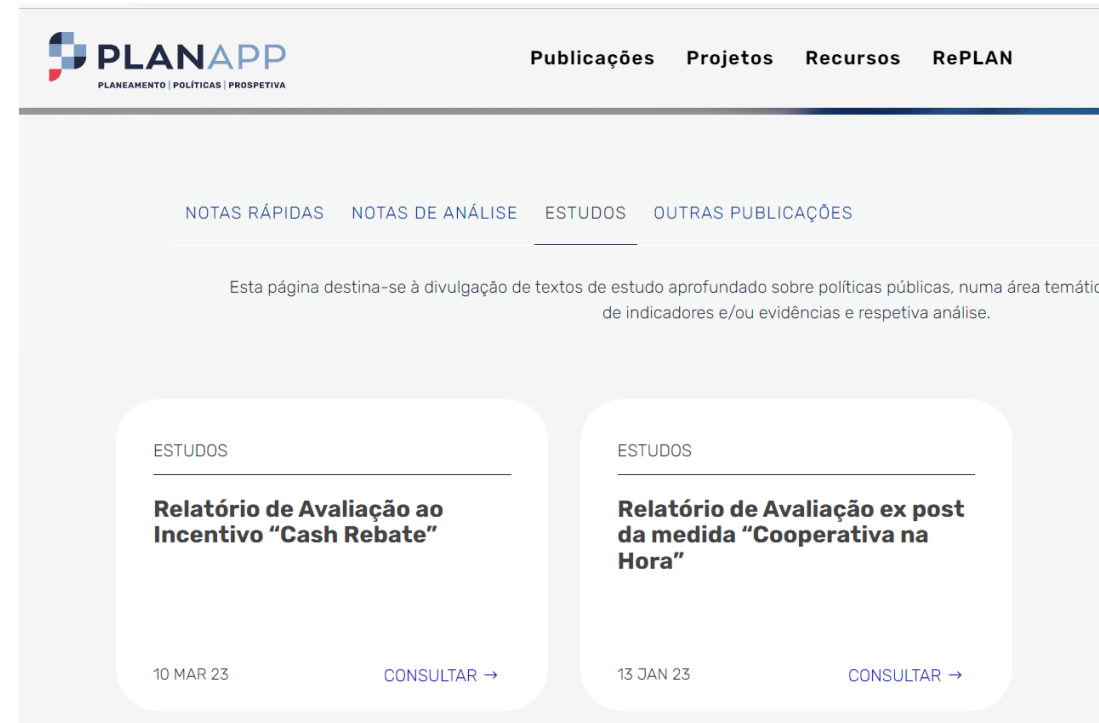 PLANAPP
PLANEAMENTO | POLÍTICAS | PROSPETIVA
Publicações Projetos Recursos RePLAN
NOTAS RÁPIDAS NOTAS DE ANÁLISE ESTUDOS OUTRAS PUBLICAÇÕES
Esta página destina-se à divulgação de textos de estudo aprofundado sobre políticas públicas, numa área temátic
de indicadores e/ou evidências e respetiva análise.
ESTUDOS
Relatório de Avaliação ao
Incentivo “Cash Rebate”
10 MAR 23 CONSULTAR →
ESTUDOS
Relatório de Avaliação ex post
da medida “Cooperativa na
Hora”
13 JAN 23 CONSULTAR →